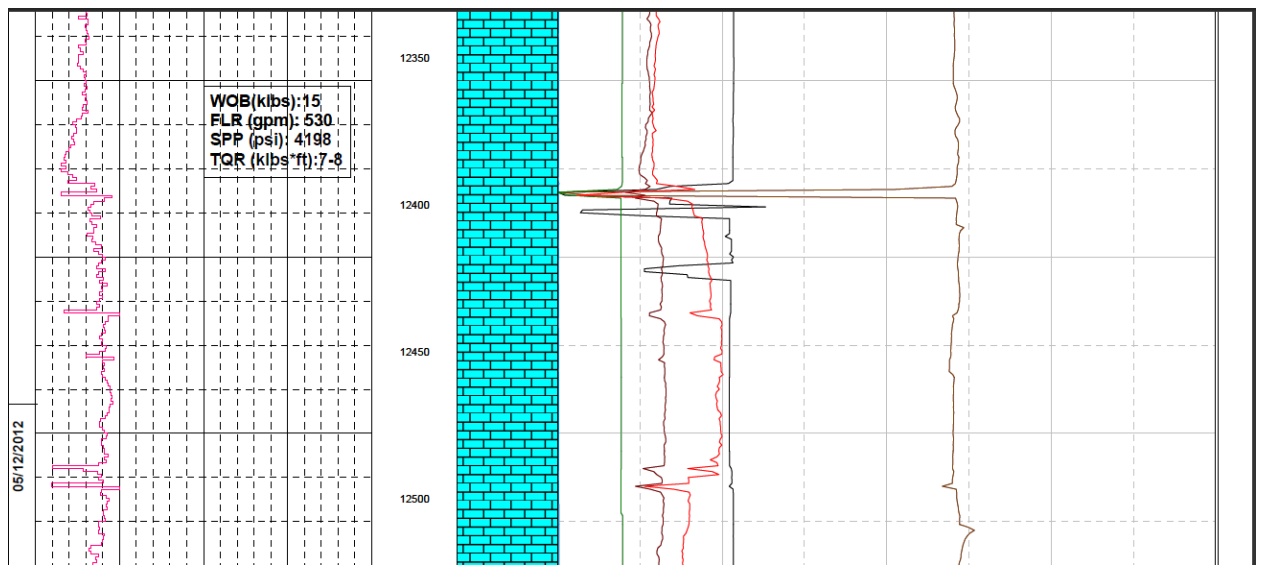 12350
WOB(klbs):15
FLR (gpm): 530
SPP (psi): 4198
TQR (klbs*ft):7-8
12400
12450
05/12/2012
12500